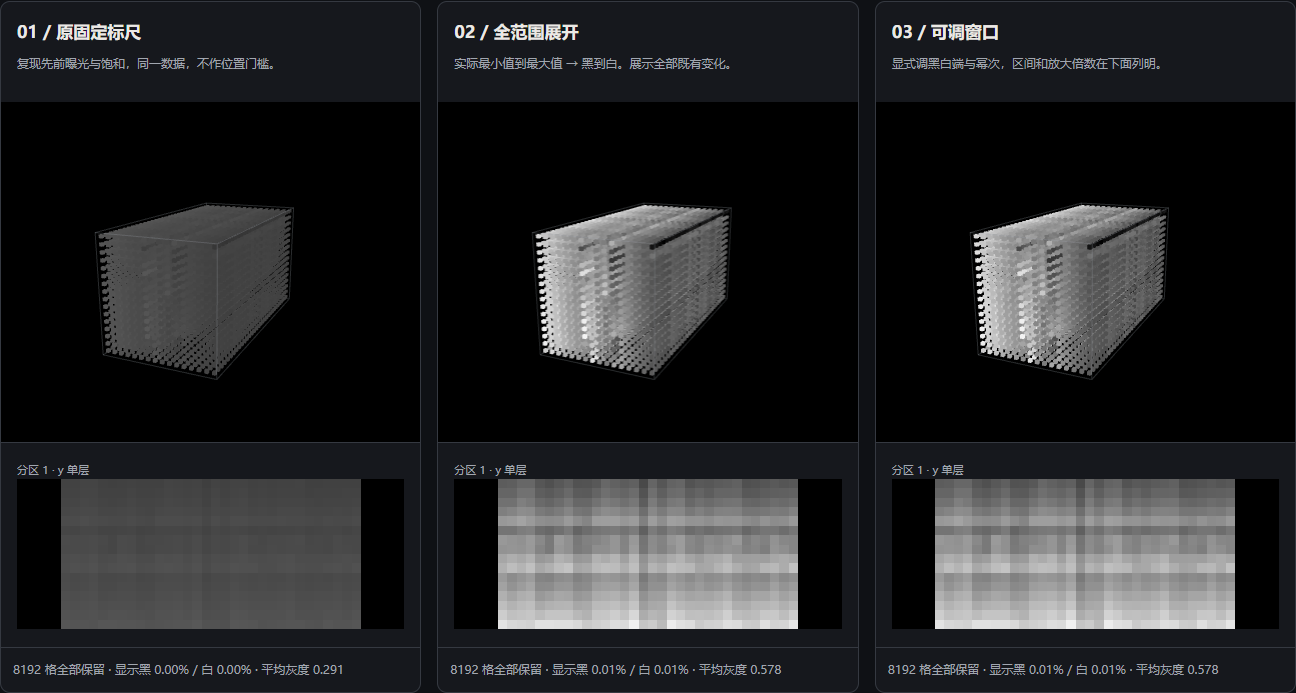 01 / 原固定标尺
复现先前曝光与饱和，同一数据，不作位置门槛。
分区 1 · y 单层
8192 格全部保留 · 显示黑 0.00% / 白 0.00% · 平均灰度 0.291
02 / 全范围展开
实际最小值到最大值 → 黑到白。展示全部既有变化。
分区 1 · y 单层
8192 格全部保留 · 显示黑 0.01% / 白 0.01% · 平均灰度 0.578
03 / 可调窗口
显式调黑白端与幂次，区间和放大倍数在下面列明。
分区 1 · y 单层
8192 格全部保留 · 显示黑 0.01% / 白 0.01% · 平均灰度 0.578